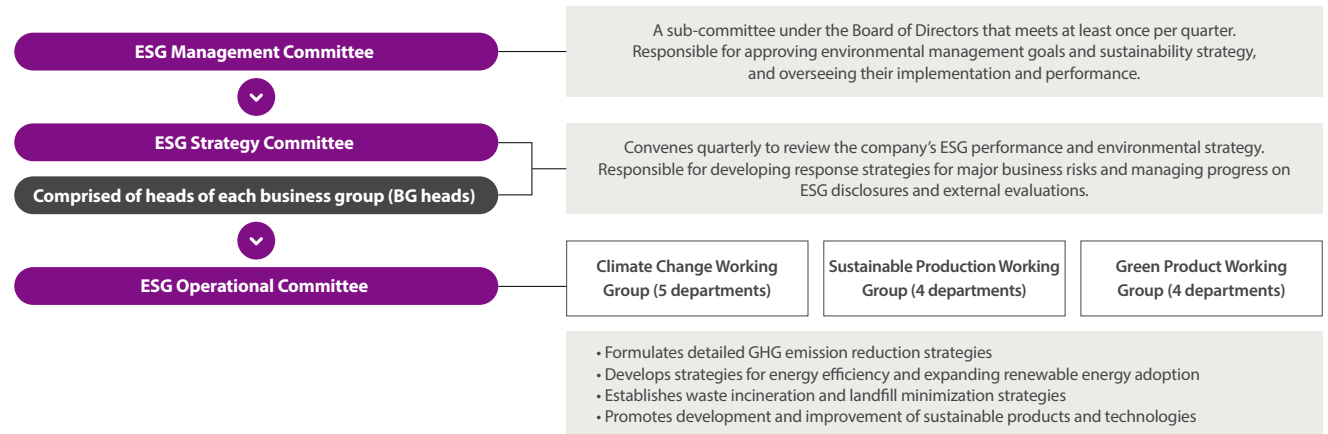 ESG Management Committee
A sub-committee under the Board of Directors that meets at least once per quarter.
Responsible for approving environmental management goals and sustainability strategy,
and overseeing their implementation and performance.
ESG Strategy Committee
Comprised of heads of each business group (BG heads)
Convenes quarterly to review the company’s ESG performance and environmental strategy.
Responsible for developing response strategies for major business risks and managing progress on
ESG disclosures and external evaluations.
ESG Operational Committee
Climate Change Working
Group (5 departments)
Sustainable Production Working
Group (4 departments)
Green Product Working
Group (4 departments)
• Formulates detailed GHG emission reduction strategies
• Develops strategies for energy efficiency and expanding renewable energy adoption
• Establishes waste incineration and landfill minimization strategies
• Promotes development and improvement of sustainable products and technologies